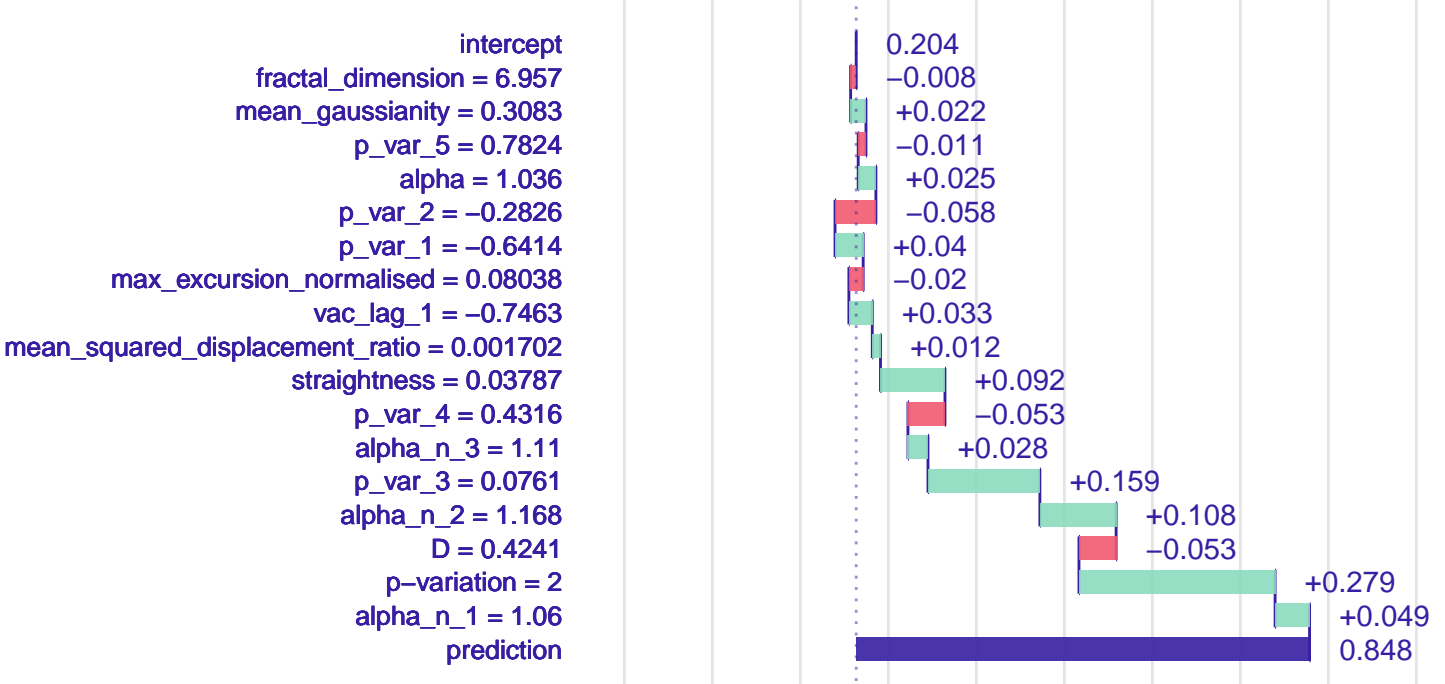 intercept 0.204
fractal_dimension = 6.957 −0.008
mean_gaussianity = 0.3083 +0.022
p_var_5 = 0.7824 −0.011
alpha = 1.036 +0.025
p_var_2 = −0.2826 −0.058
p_var_1 = −0.6414 +0.04
max_excursion_normalised = 0.08038 −0.02
vac_lag_1 = −0.7463 +0.033
mean_squared_displacement_ratio = 0.001702 +0.012
straightness = 0.03787 +0.092
p_var_4 = 0.4316 −0.053
alpha_n_3 = 1.11 +0.028
p_var_3 = 0.0761 +0.159
alpha_n_2 = 1.168 +0.108
D = 0.4241 −0.053
p−variation = 2 +0.279
alpha_n_1 = 1.06 +0.049
prediction 0.848